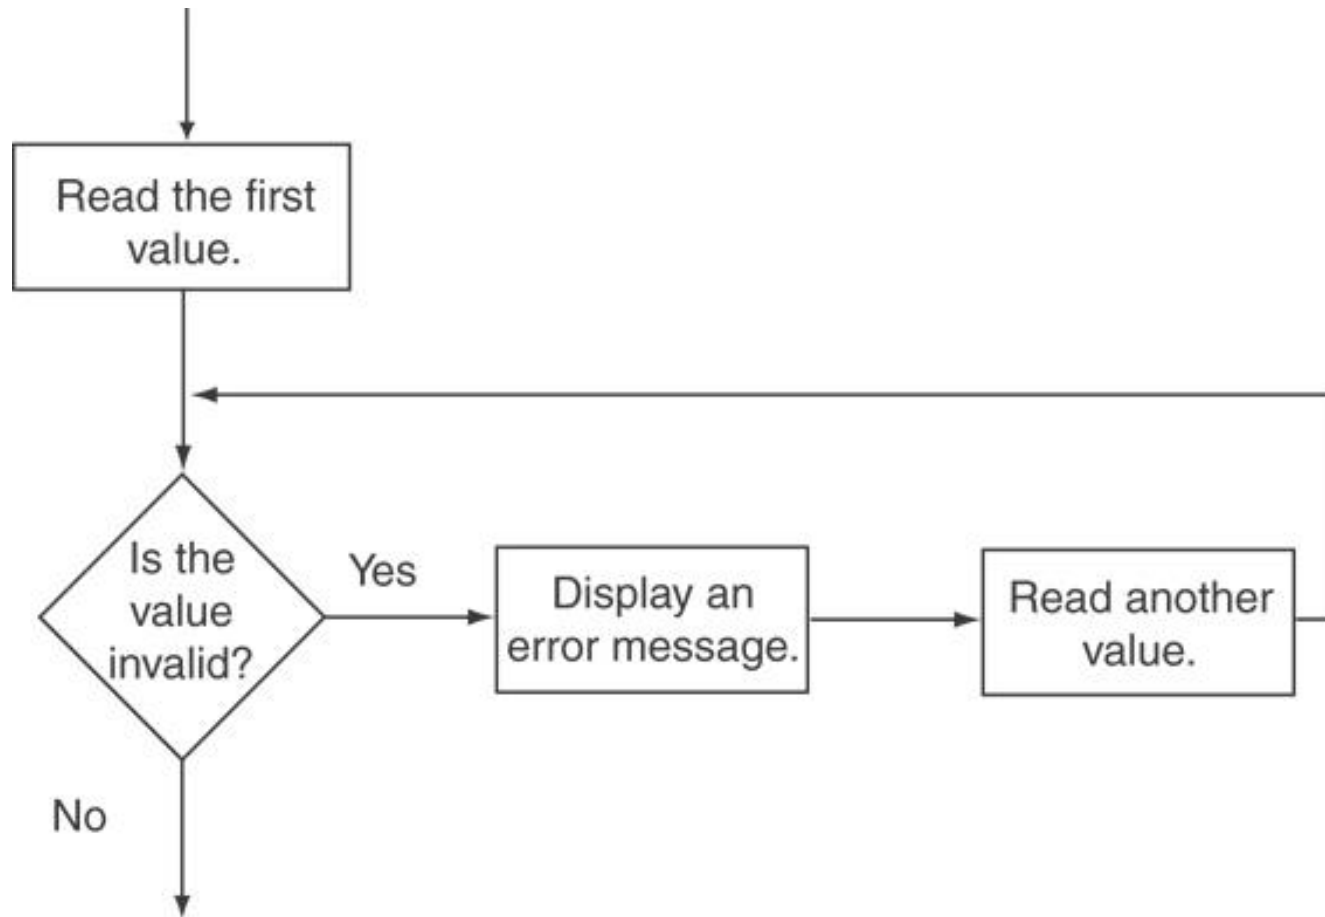 Read the first
value.
Is the
value
invalid?
Yes
Display an
error message.
Read another
value.
No